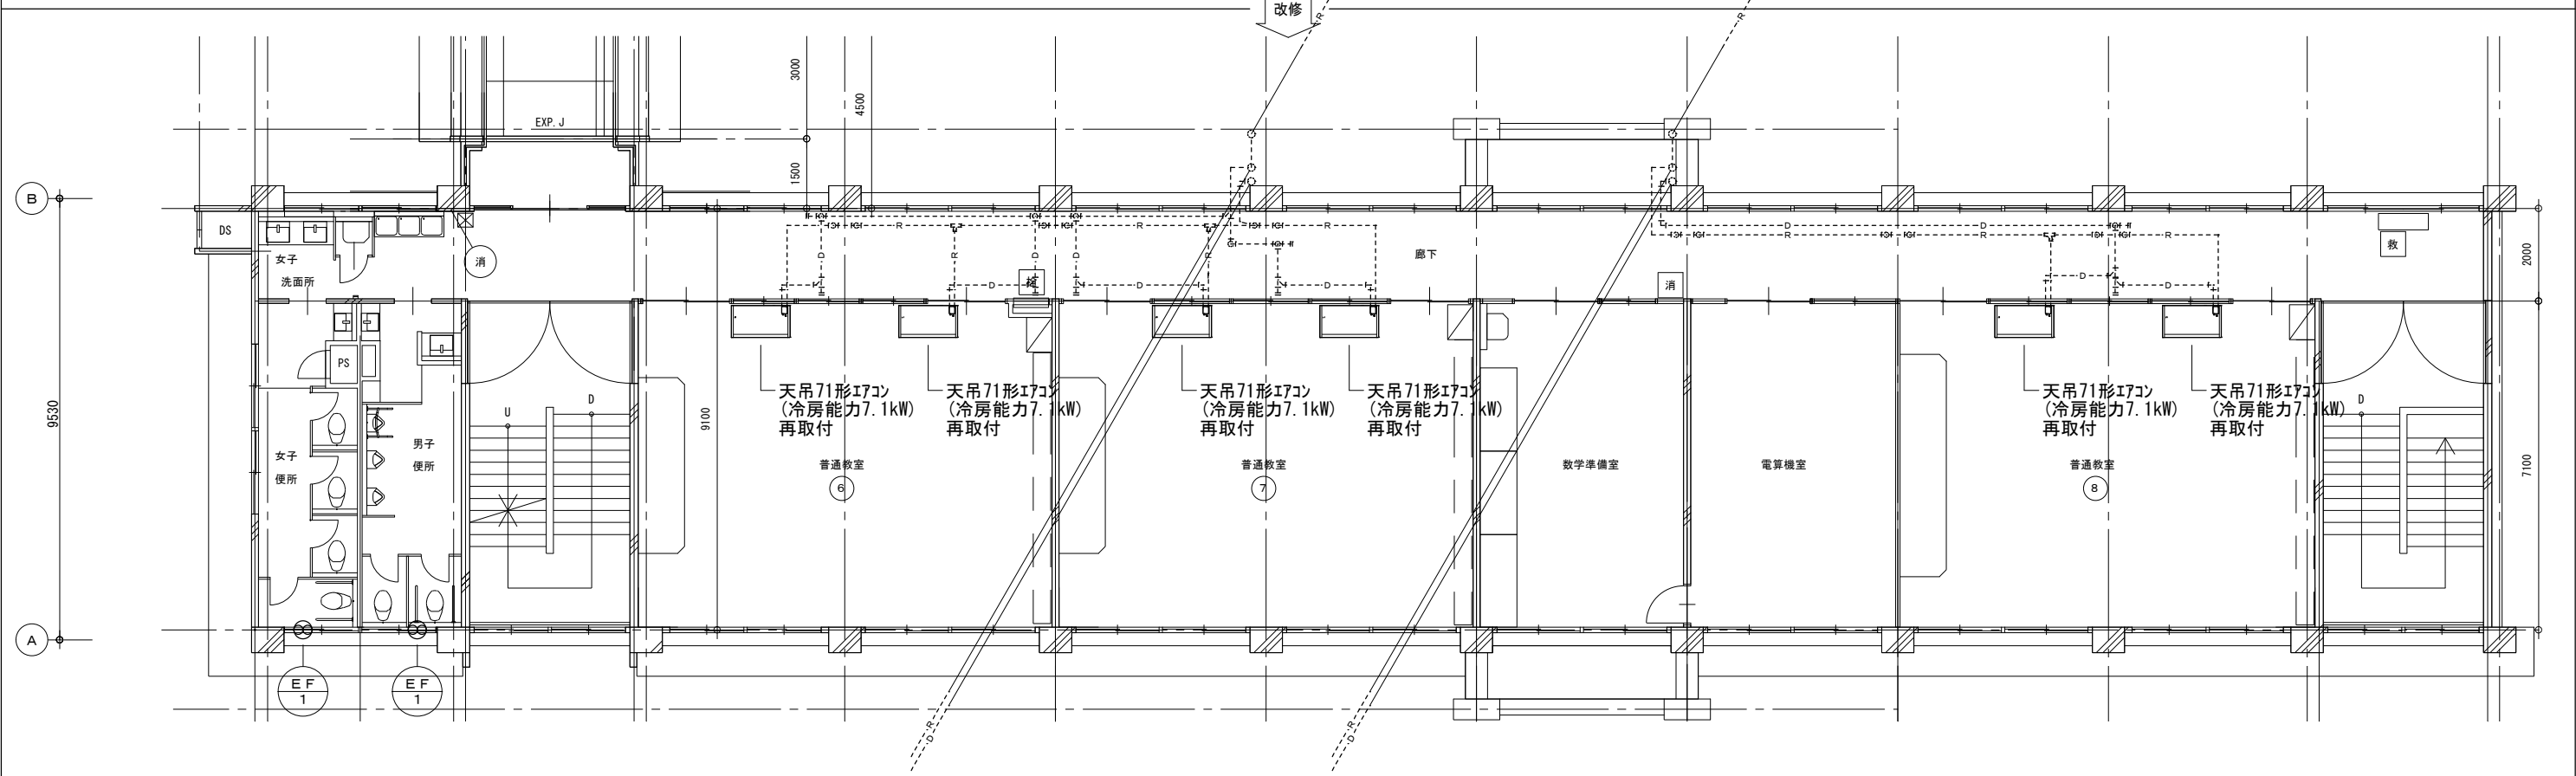 改修
R
R
3000
4500
EXP. J
1500
B
DS
女子
洗面所
消
R
R
D
D
R
R
廊下
救
2000
D
R
D
D
R
D
D
D
D
D
消
PS
天吊71形ｴｱｺﾝ
(冷房能力7.1kW)
再取付
天吊71形ｴｱｺﾝ
(冷房能力7.1kW)
再取付
天吊71形ｴｱｺﾝ
(冷房能力7.1kW)
再取付
天吊71形ｴｱｺﾝ
(冷房能力7.1kW)
再取付
天吊71形ｴｱｺﾝ
(冷房能力7.1kW)
再取付
天吊71形ｴｱｺﾝ
(冷房能力7.1kW)
再取付
9530
9100
7100
U
D
D
女子
便所
男子
便所
普通教室
6
普通教室
7
数学準備室
電算機室
普通教室
8
A
EF
1
EF
1
R
D
R
D